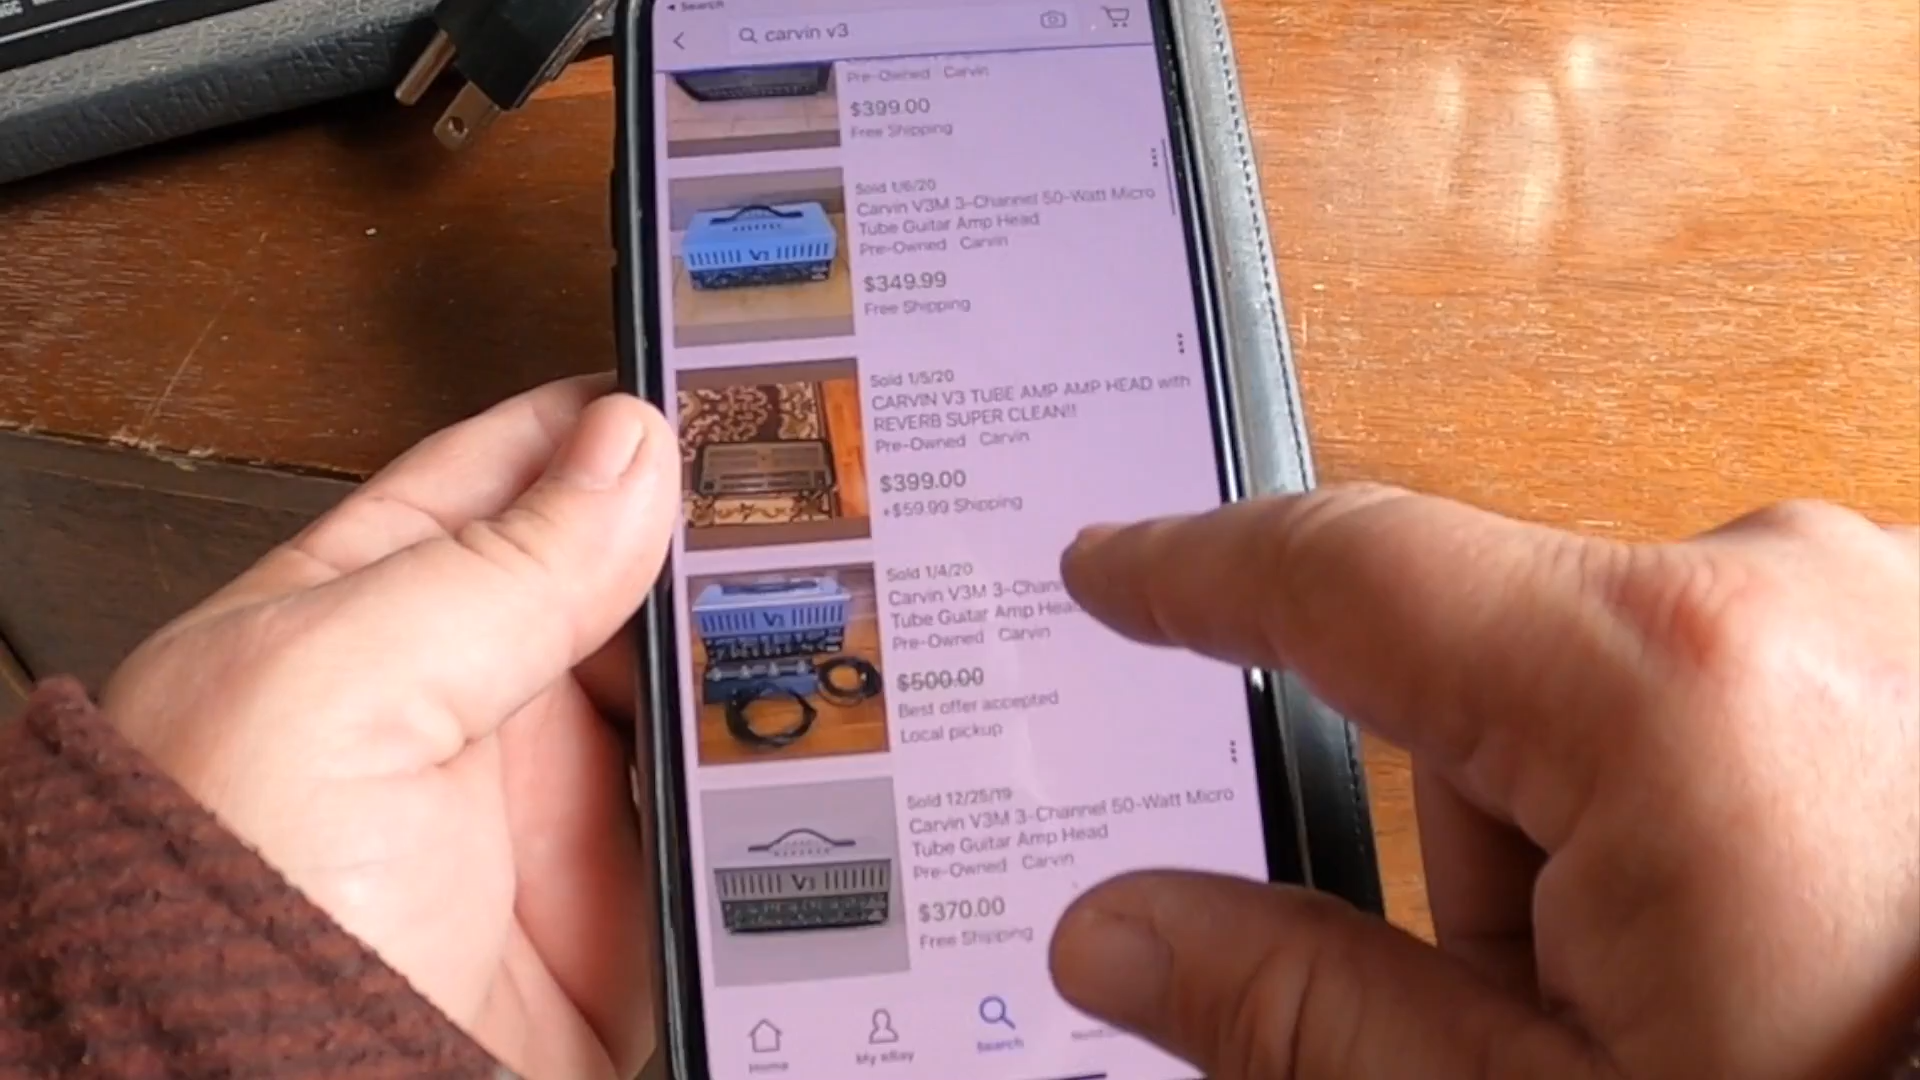 Search
carvin v3
Pre-Owned Carvin
$399.00
Free Shipping
Sold 1/6/20
Carvin V3M 3-Channel 50-Watt Micro
Tube Guitar Amp Head
Pre-Owned Carvin
$349.99
Free Shipping
Sold 1/5/20
CARVIN V3 TUBE AMP AMP HEAD with
REVERB SUPER CLEAN!!
Pre-Owned Carvin
$399.00
+$59.99 Shipping
Sold 1/4/20
Carvin V3M 3-Chan
Tube Guitar Amp Hea
Pre-Owned Carvin
$500.00
Best offer accepted
Local pickup
Sold 12/25/19
Carvin V3M 3-Channel 50-Watt Micro
Tube Guitar Amp Head
Pre-Owned Carvin
$370.00
Free Shipping
V3
V3
V3
Home
My eBay
Search